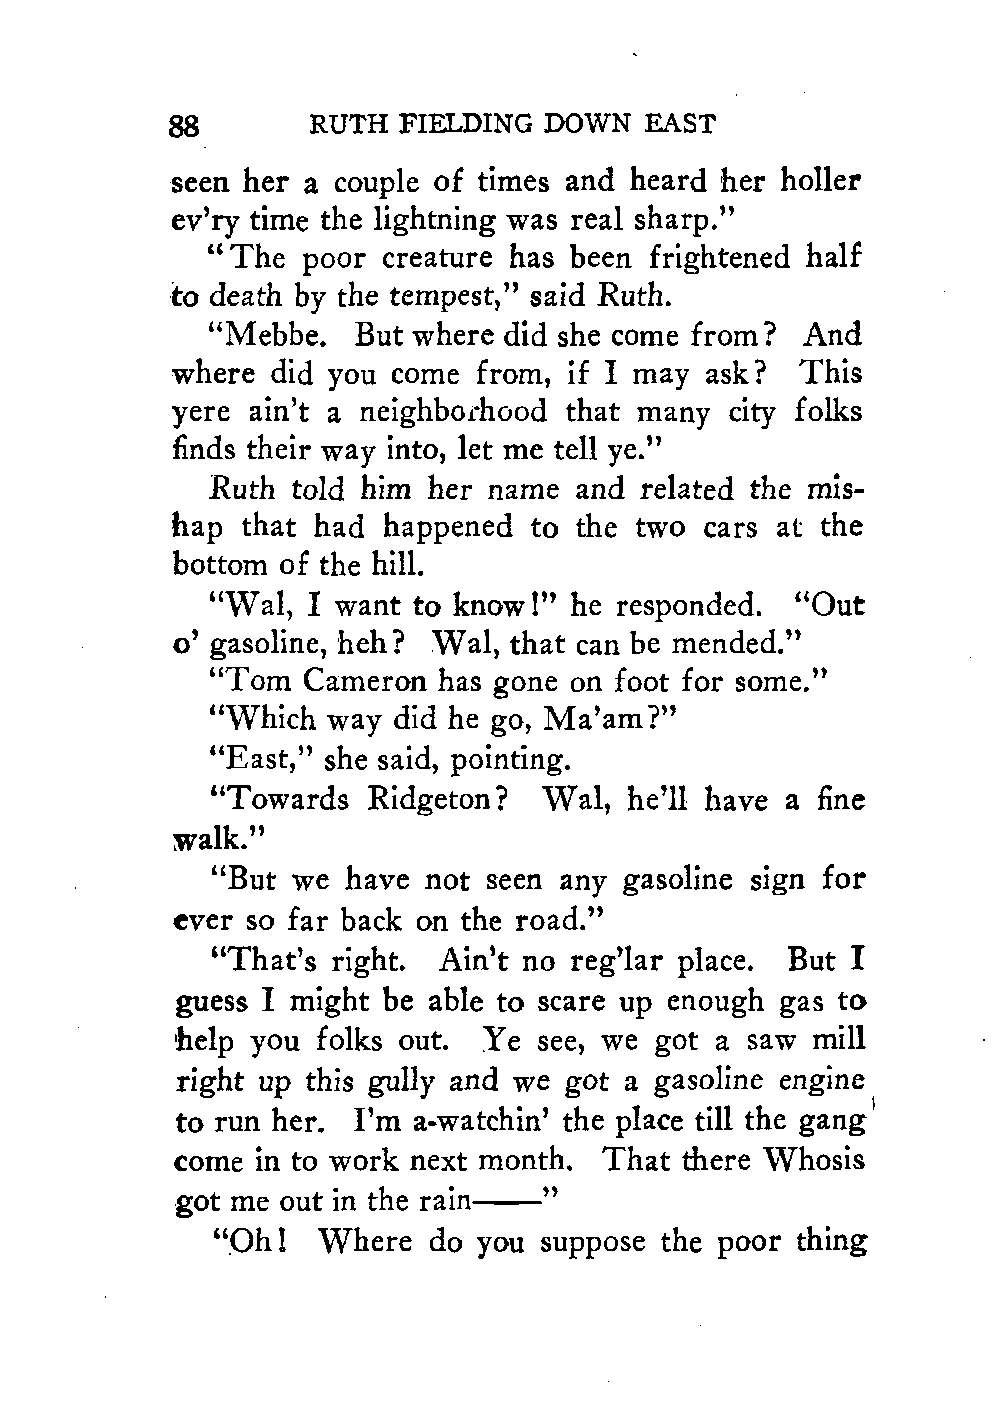 88 RUTH FIELDING DOWN EAST
seen her a couple of times and heard her holler
ev’ry time the lightning was real sharp.”
“The poor creature has been frightened half
to death by the tempest,” said Ruth.
“Mebbe. But where did she come from? And
where did you come from, if I may ask? This
yere ain’t a neighborhood that many city folks
finds their way into, let me tell ye.”
Ruth told him her name and related the mis-
hap that had happened to the two cars at the
bottom of the hill.
“Wal, I want to know!” he responded. “Out
o’ gasoline, heh? Wal, that can be mended.”
“Tom Cameron has gone on foot for some.”
“Which way did he go, Ma’am?”
“East,” she said, pointing.
“Towards Ridgeton? Wal, he’ll have a fine
walk.”
“But we have not seen any gasoline sign for
ever so far back on the road.”
“That’s right. Ain’t no reg’lar place. But I
guess I might be able to scare up enough gas to
help you folks out. Ye see, we got a saw mill
right up this gully and we got a gasoline engine
to run her. I’m a-watchin’ the place till the gang
come in to work next month. That there Whosis
got me out in the rain——”
“Oh! Where do you suppose the poor thing